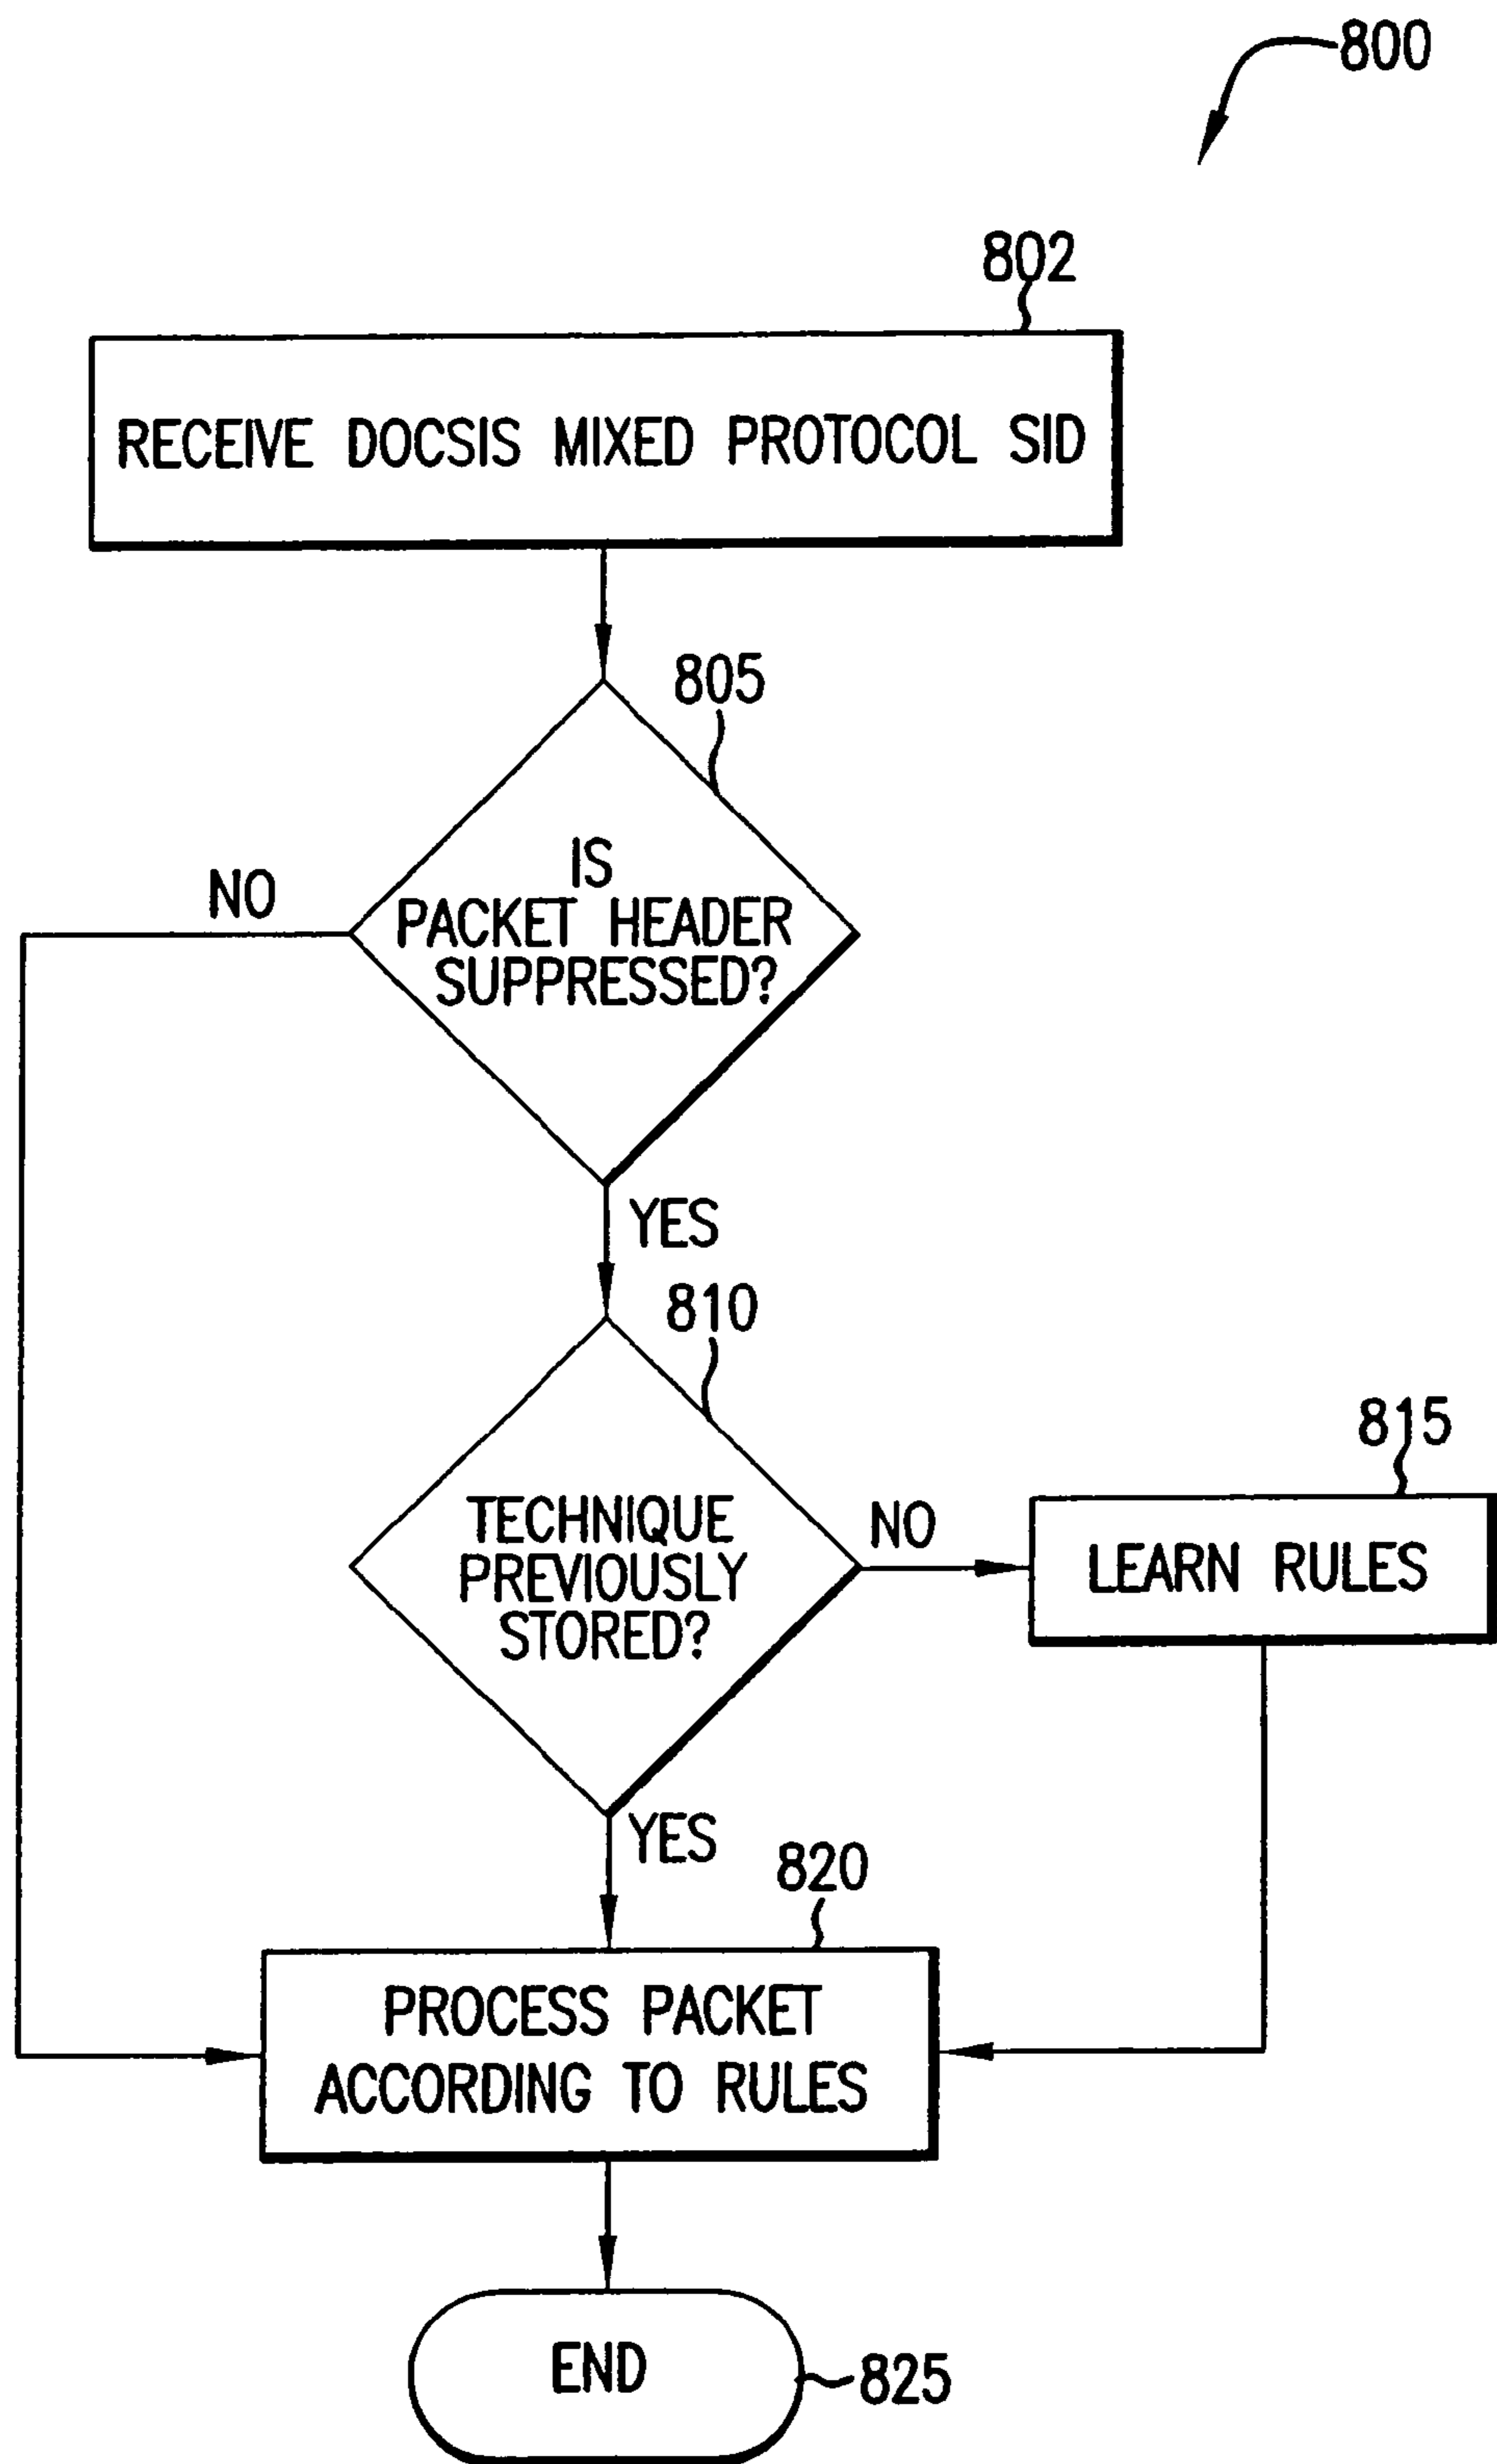 800
802
RECEIVE DOCSIS MIXED PROTOCOL SID
805
IS
PACKET HEADER
SUPPRESSED?
NO
YES
810
TECHNIQUE
PREVIOUSLY
STORED?
NO
815
LEARN RULES
YES
820
PROCESS PACKET
ACCORDING TO RULES
END
825